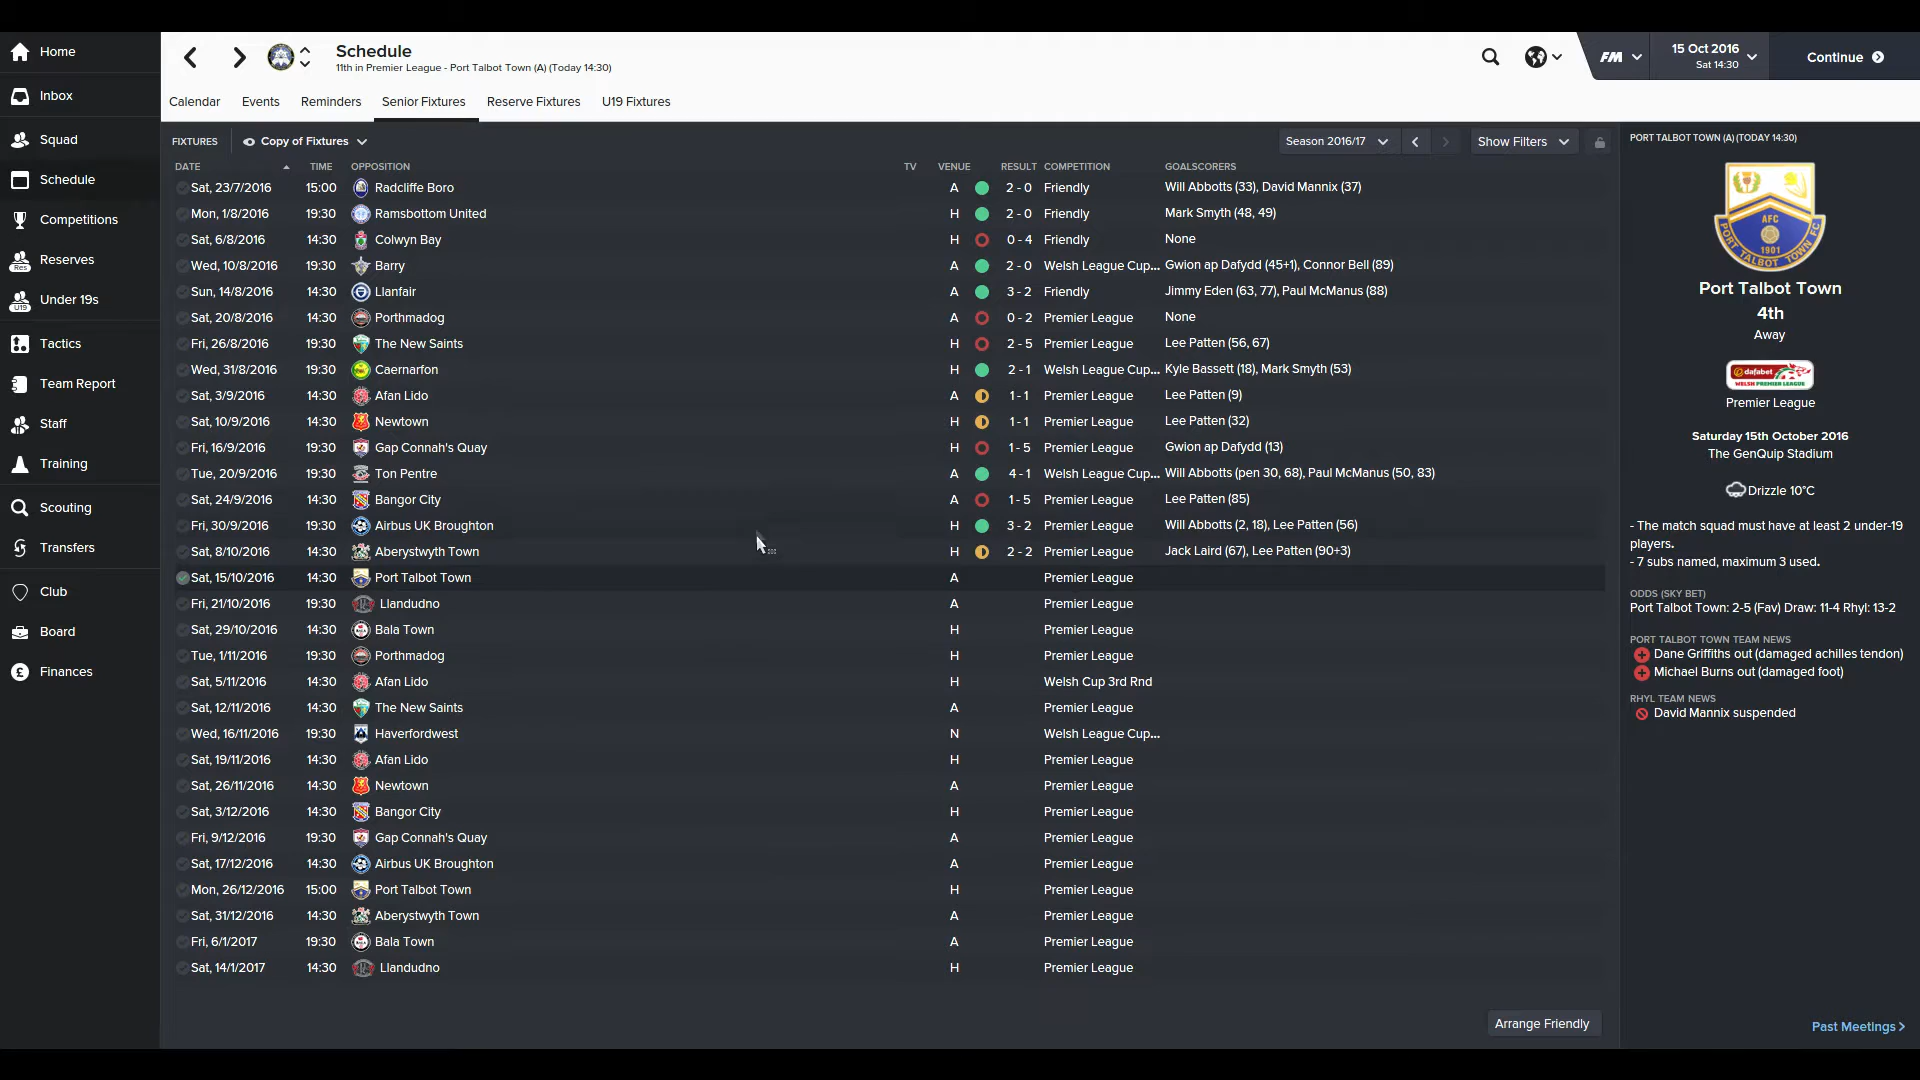 Home
Inbox
Squad
Schedule
Competitions
Res
Reserves
U19
Under 19s
Tactics
Team Report
Staff
Training
Scouting
Transfers
Club
Board
£
Finances
Schedule
11th in Premier League - Port Talbot Town (A) (Today 14:30)
FM
15 Oct 2016
Sat 14:30
Continue
Calendar Events Reminders Senior Fixtures Reserve Fixtures U19 Fixtures
FIXTURES Copy of Fixtures Season 2016/17 Show Filters
DATE TIME OPPOSITION TV VENUE RESULT COMPETITION GOALSCORERS
Sat, 23/7/2016 15:00 Radcliffe Boro A 2 - 0 Friendly Will Abbotts (33), David Mannix (37)
Mon, 1/8/2016 19:30 Ramsbottom United H 2 - 0 Friendly Mark Smyth (48, 49)
Sat, 6/8/2016 14:30 Colwyn Bay H 0 - 4 Friendly None
Wed, 10/8/2016 19:30 Barry A 2 - 0 Welsh League Cup... Gwion ap Dafydd (45+1), Connor Bell (89)
Sun, 14/8/2016 14:30 Llanfair A 3 - 2 Friendly Jimmy Eden (63, 77), Paul McManus (88)
Sat, 20/8/2016 14:30 Porthmadog A 0 - 2 Premier League None
Fri, 26/8/2016 19:30 The New Saints H 2 - 5 Premier League Lee Patten (56, 67)
Wed, 31/8/2016 19:30 Caernarfon H 2 - 1 Welsh League Cup... Kyle Bassett (18), Mark Smyth (53)
Sat, 3/9/2016 14:30 Afan Lido A 1 - 1 Premier League Lee Patten (9)
Sat, 10/9/2016 14:30 Newtown H 1 - 1 Premier League Lee Patten (32)
Fri, 16/9/2016 19:30 Gap Connah's Quay H 1 - 5 Premier League Gwion ap Dafydd (13)
Tue, 20/9/2016 19:30 Ton Pentre A 4 - 1 Welsh League Cup... Will Abbotts (pen 30, 68), Paul McManus (50, 83)
Sat, 24/9/2016 14:30 Bangor City A 1 - 5 Premier League Lee Patten (85)
Fri, 30/9/2016 19:30 Airbus UK Broughton H 3 - 2 Premier League Will Abbotts (2, 18), Lee Patten (56)
Sat, 8/10/2016 14:30 Aberystwyth Town H 2 - 2 Premier League Jack Laird (67), Lee Patten (90+3)
Sat, 15/10/2016 14:30 Port Talbot Town A Premier League
Fri, 21/10/2016 19:30 Llandudno A Premier League
Sat, 29/10/2016 14:30 Bala Town H Premier League
Tue, 1/11/2016 19:30 Porthmadog H Premier League
Sat, 5/11/2016 14:30 Afan Lido H Welsh Cup 3rd Rnd
Sat, 12/11/2016 14:30 The New Saints A Premier League
Wed, 16/11/2016 19:30 Haverfordwest N Welsh League Cup...
Sat, 19/11/2016 14:30 Afan Lido H Premier League
Sat, 26/11/2016 14:30 Newtown A Premier League
Sat, 3/12/2016 14:30 Bangor City H Premier League
Fri, 9/12/2016 19:30 Gap Connah's Quay A Premier League
Sat, 17/12/2016 14:30 Airbus UK Broughton A Premier League
Mon, 26/12/2016 15:00 Port Talbot Town H Premier League
Sat, 31/12/2016 14:30 Aberystwyth Town A Premier League
Fri, 6/1/2017 19:30 Bala Town A Premier League
Sat, 14/1/2017 14:30 Llandudno H Premier League
Arrange Friendly
PORT TALBOT TOWN (A) (TODAY 14:30)
AFC
1901
PORT TALBOT TOWN FC
Port Talbot Town
4th
Away
dafabet
WELSH PREMIER LEAGUE
Premier League
Saturday 15th October 2016
The GenQuip Stadium
Drizzle 10°C
- The match squad must have at least 2 under-19
players.
- 7 subs named, maximum 3 used.
ODDS (SKY BET)
Port Talbot Town: 2-5 (Fav) Draw: 11-4 Rhyl: 13-2
PORT TALBOT TOWN TEAM NEWS
Dane Griffiths out (damaged achilles tendon)
Michael Burns out (damaged foot)
RHYL TEAM NEWS
David Mannix suspended
Past Meetings >